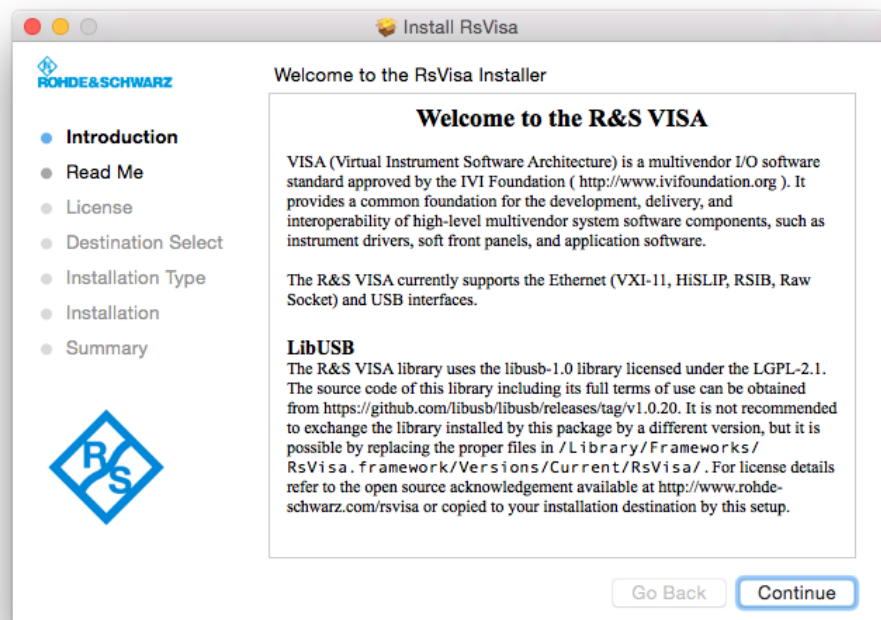 Install RsVisa
ROHDE&SCHWARZ
Welcome to the RsVisa Installer
Introduction
Read Me
License
Destination Select
Installation Type
Installation
Summary
R&S
Welcome to the R&S VISA
VISA (Virtual Instrument Software Architecture) is a multivendor I/O software
standard approved by the IVI Foundation ( http://www.ivifoundation.org ). It
provides a common foundation for the development, delivery, and
interoperability of high-level multivendor system software components, such as
instrument drivers, soft front panels, and application software.
The R&S VISA currently supports the Ethernet (VXI-11, HiSLIP, RSIB, Raw
Socket) and USB interfaces.
LibUSB
The R&S VISA library uses the libusb-1.0 library licensed under the LGPL-2.1.
The source code of this library including its full terms of use can be obtained
from https://github.com/libusb/libusb/releases/tag/v1.0.20. It is not recommended
to exchange the library installed by this package by a different version, but it is
possible by replacing the proper files in /Library/Frameworks/
RsVisa.framework/Versions/Current/RsVisa/.For license details
refer to the open source acknowledgement available at http://www.rohde-
schwarz.com/rsvisa or copied to your installation destination by this setup.
Go Back
Continue